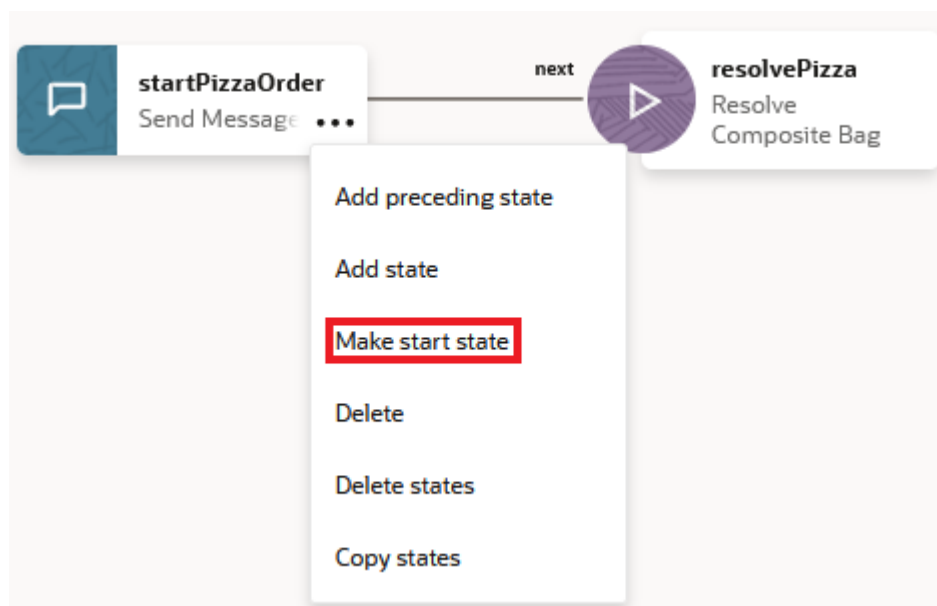 startPizzaOrder
Send Message
next
resolvePizza
Resolve
Composite Bag
Add preceding state
Add state
Make start state
Delete
Delete states
Copy states